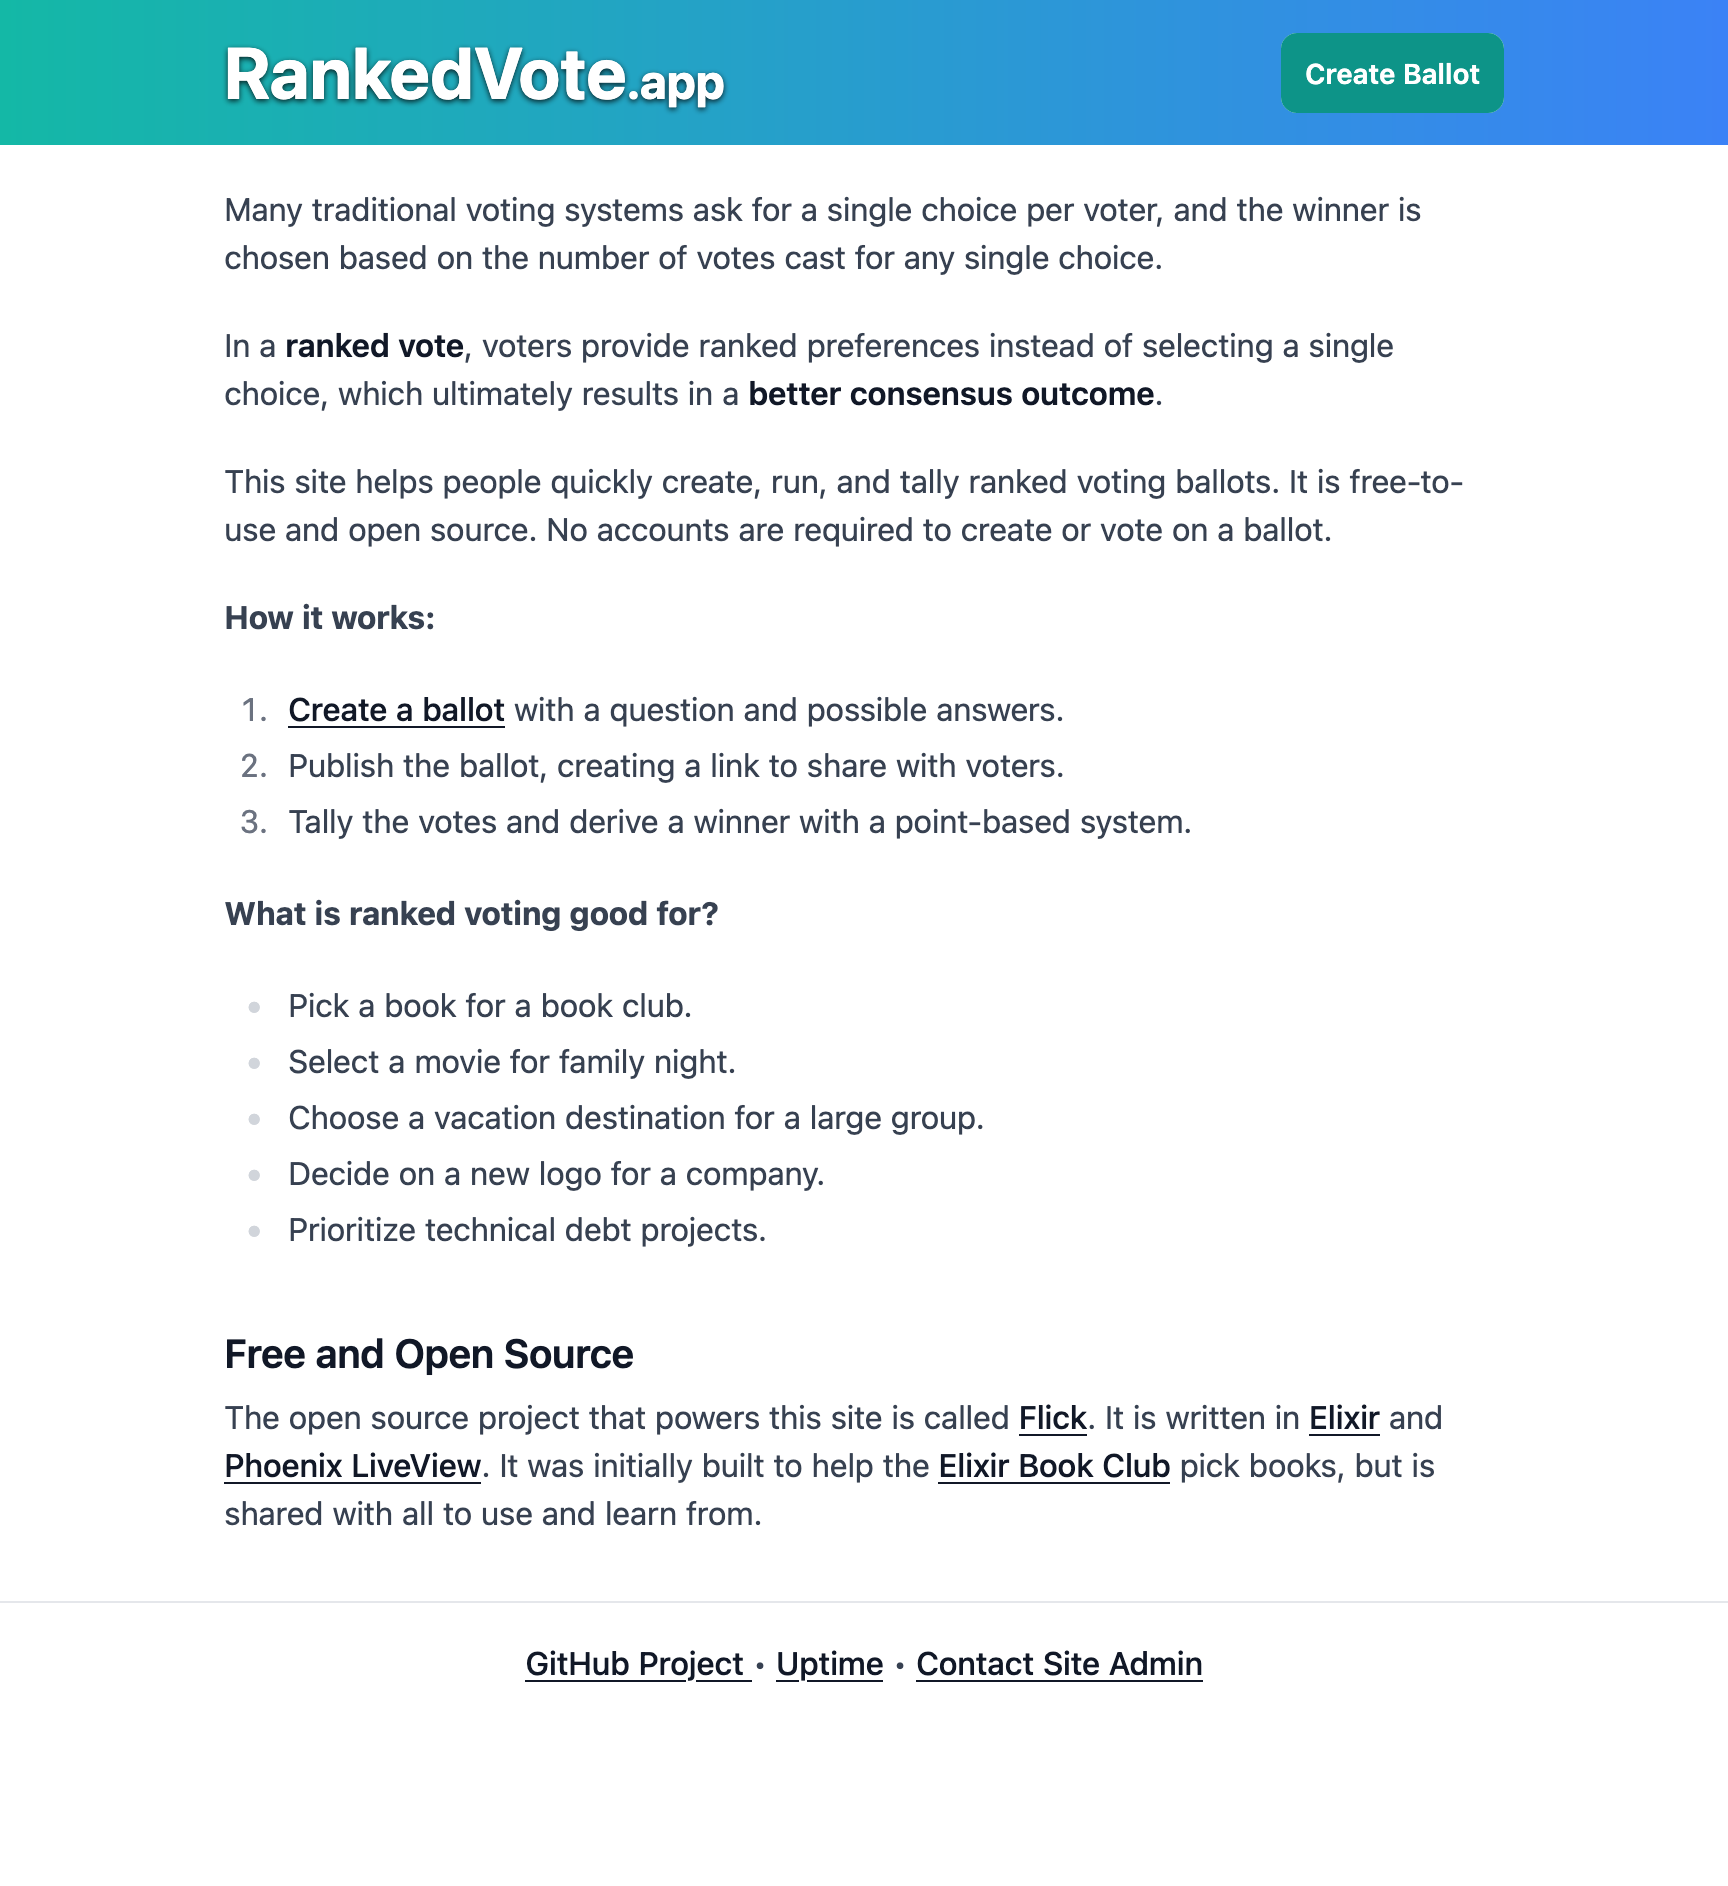 RankedVote.app
Create Ballot
Many traditional voting systems ask for a single choice per voter, and the winner is
chosen based on the number of votes cast for any single choice.
In a ranked vote, voters provide ranked preferences instead of selecting a single
choice, which ultimately results in a better consensus outcome.
This site helps people quickly create, run, and tally ranked voting ballots. It is free-to-
use and open source. No accounts are required to create or vote on a ballot.
How it works:
1. Create a ballot with a question and possible answers.
2. Publish the ballot, creating a link to share with voters.
3. Tally the votes and derive a winner with a point-based system.
What is ranked voting good for?
• Pick a book for a book club.
• Select a movie for family night.
• Choose a vacation destination for a large group.
• Decide on a new logo for a company.
• Prioritize technical debt projects.
Free and Open Source
The open source project that powers this site is called Flick. It is written in Elixir and
Phoenix LiveView. It was initially built to help the Elixir Book Club pick books, but is
shared with all to use and learn from.
GitHub Project • Uptime • Contact Site Admin